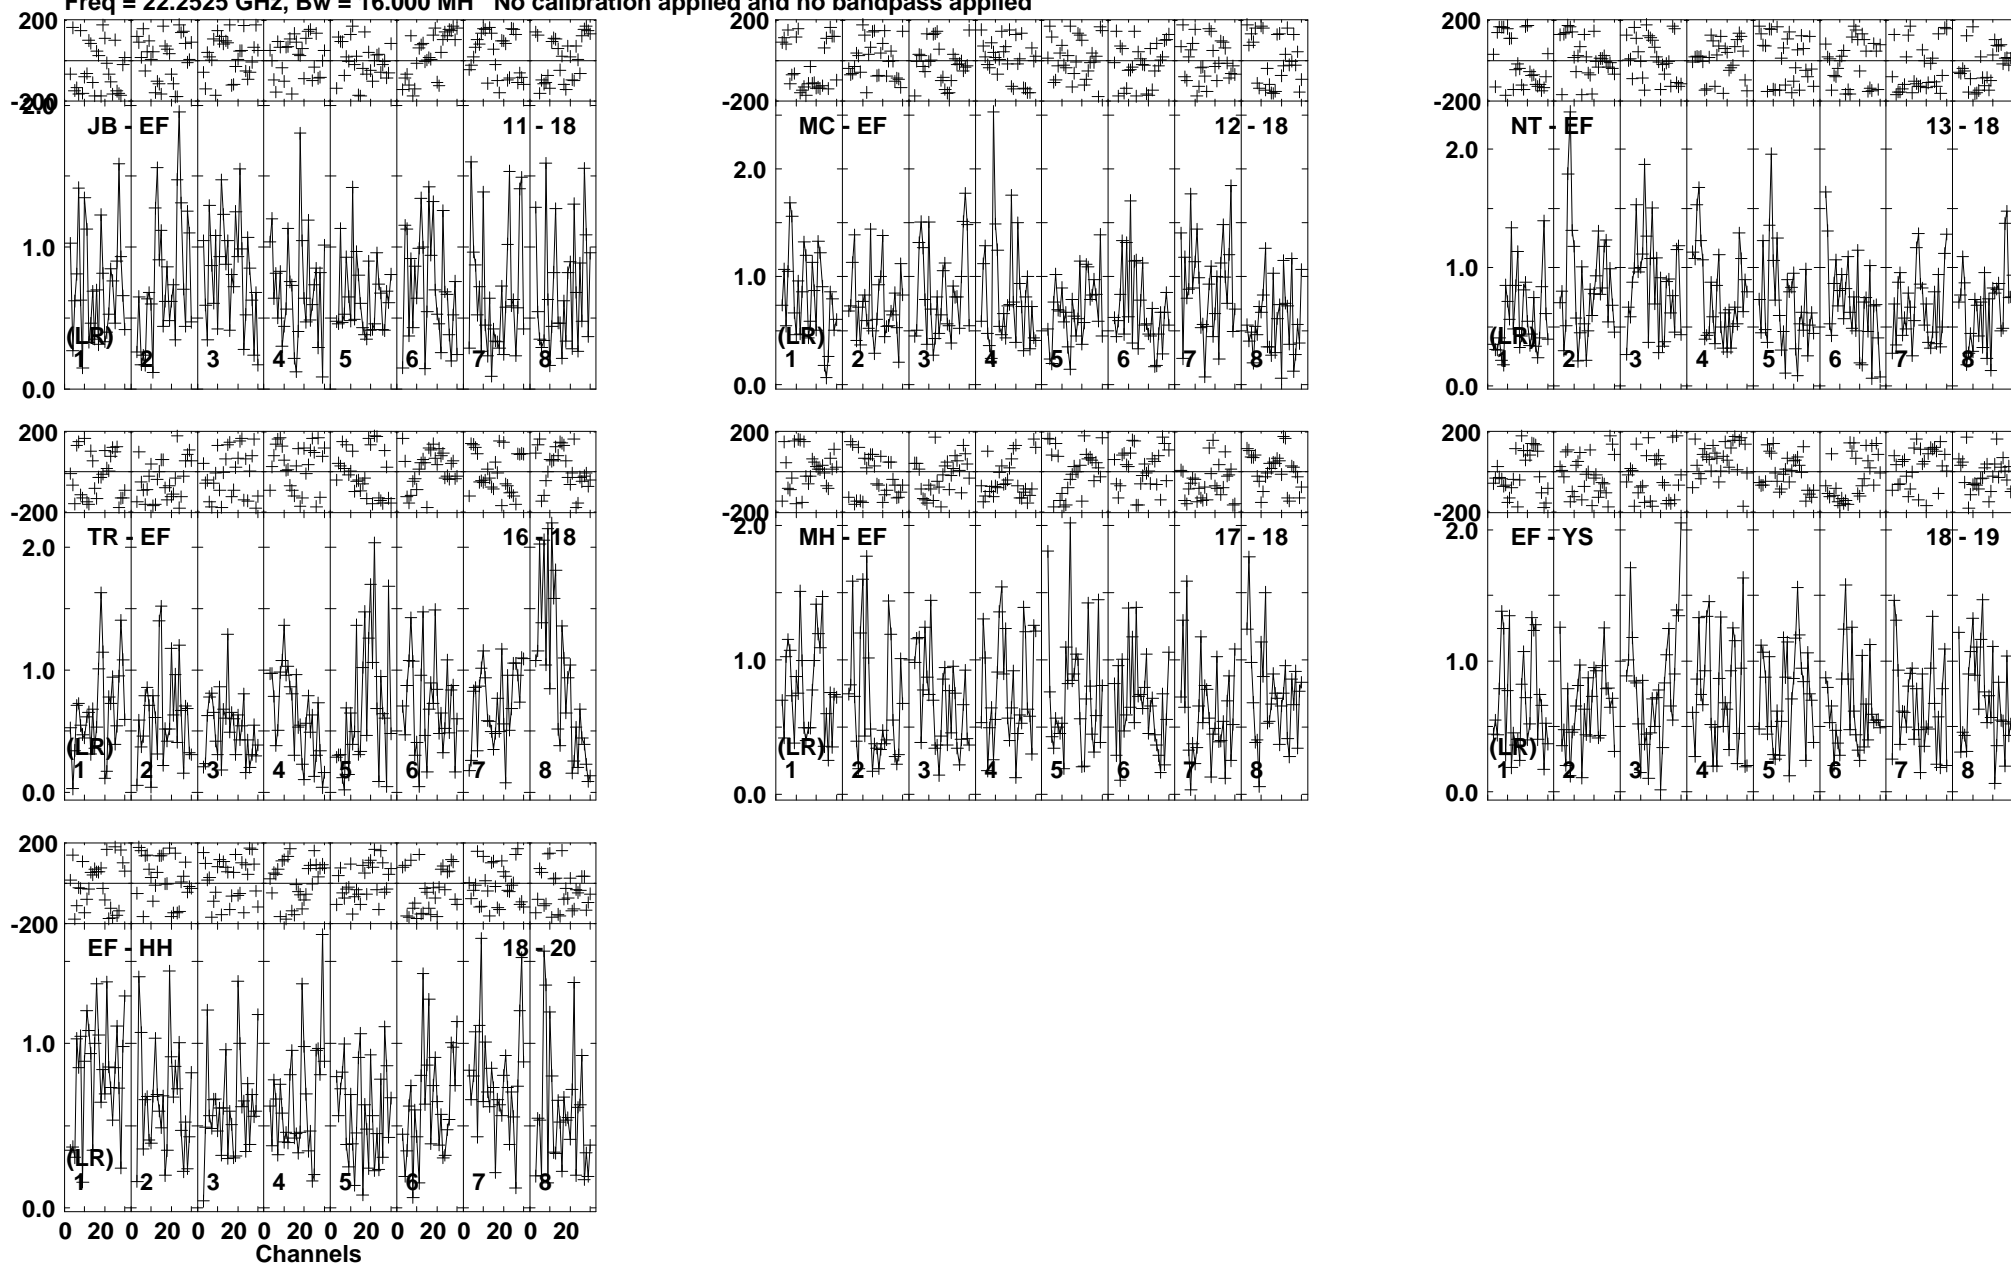 Freq = 22.2525 GHz, Bw = 16.000 MH No calibration applied and no bandpass applied
200
-200
2.0
1.0
0.0
JB - EF
11 - 18
(LR)
1 2 3 4 5 6 7 8
200
-200
2.0
1.0
0.0
MC - EF
12 - 18
(LR)
1 2 3 4 5 6 7 8
200
-200
2.0
1.0
0.0
NT - EF
13 - 18
(LR)
1 2 3 4 5 6 7 8
200
-200
2.0
1.0
0.0
TR - EF
16 - 18
(LR)
1 2 3 4 5 6 7 8
200
-200
2.0
1.0
0.0
MH - EF
17 - 18
(LR)
1 2 3 4 5 6 7 8
200
-200
2.0
1.0
0.0
EF - YS
18 - 19
(LR)
1 2 3 4 5 6 7 8
200
-200
1.0
0.0
EF - HH
18 - 20
(LR)
1 2 3 4 5 6 7 8
0 20 0 20 0 20 0 20 0 20 0 20 0 20 0 20
Channels